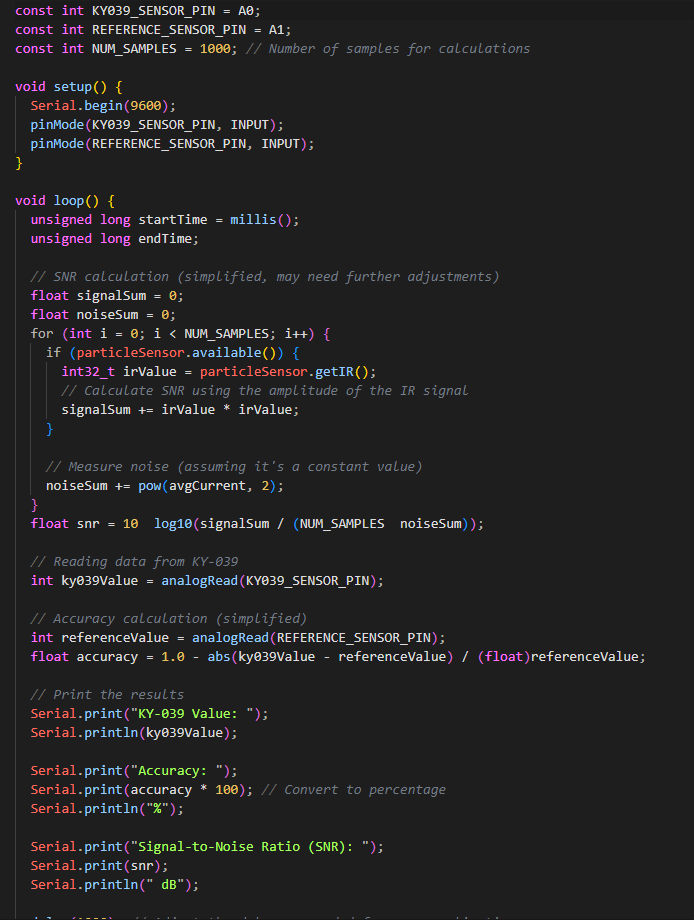 const int KY039_SENSOR_PIN = A0;
const int REFERENCE_SENSOR_PIN = A1;
const int NUM_SAMPLES = 1000; // Number of samples for calculations

void setup() {
  Serial.begin(9600);
  pinMode(KY039_SENSOR_PIN, INPUT);
  pinMode(REFERENCE_SENSOR_PIN, INPUT);
}

void loop() {
  unsigned long startTime = millis();
  unsigned long endTime;

  // SNR calculation (simplified, may need further adjustments)
  float signalSum = 0;
  float noiseSum = 0;
  for (int i = 0; i < NUM_SAMPLES; i++) {
    if (particleSensor.available()) {
      int32_t irValue = particleSensor.getIR();
      // Calculate SNR using the amplitude of the IR signal
      signalSum += irValue * irValue;
    }

    // Measure noise (assuming it's a constant value)
    noiseSum += pow(avgCurrent, 2);
  }
  float snr = 10  log10(signalSum / (NUM_SAMPLES  noiseSum));

  // Reading data from KY-039
  int ky039Value = analogRead(KY039_SENSOR_PIN);

  // Accuracy calculation (simplified)
  int referenceValue = analogRead(REFERENCE_SENSOR_PIN);
  float accuracy = 1.0 - abs(ky039Value - referenceValue) / (float)referenceValue;

  // Print the results
  Serial.print("KY-039 Value: ");
  Serial.println(ky039Value);

  Serial.print("Accuracy: ");
  Serial.print(accuracy * 100); // Convert to percentage
  Serial.println("%");

  Serial.print("Signal-to-Noise Ratio (SNR): ");
  Serial.print(snr);
  Serial.println(" dB");